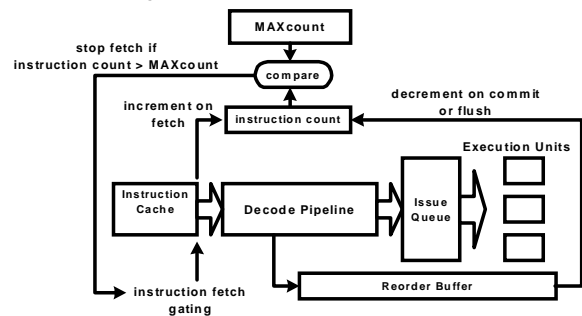 MAXcount
stop fetch if
instruction count > MAXcount
compare
increment on
fetch
instruction count
decrement on commit
or flush
Execution Units
Instruction
Cache
Decode Pipeline
Issue
Queue
instruction fetch
gating
Reorder Buffer